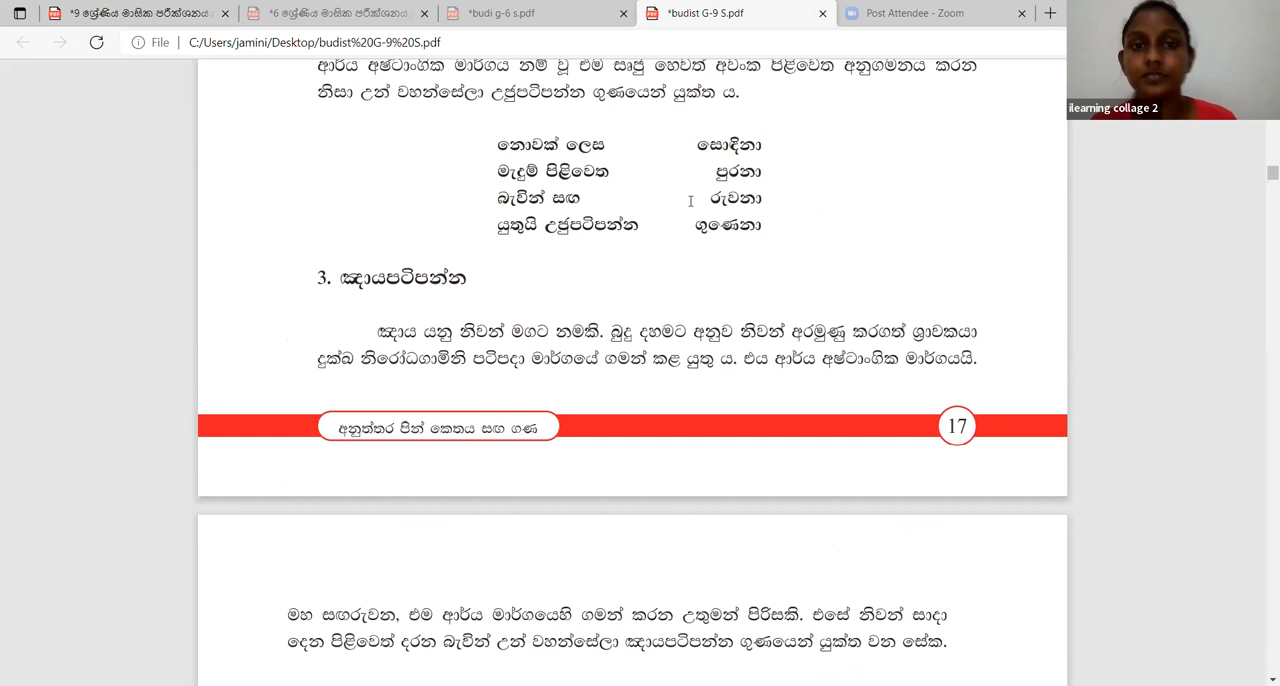 *9 ශ්‍රේණිය මාසික පරීක්ශනය.
*6 ශ්‍රේණිය මාසික පරීක්ශනය.
*budi g-6 s.pdf
*budist G-9 S.pdf
Post Attendee - Zoom
File C:/Users/jamini/Desktop/budist%20G-9%20S.pdf
ilearning collage 2
ආර්ය අෂ්ටාංගික මාර්ගය නම් වූ එම සෘජු හෙවත් අවංක පිළිවෙත අනුගමනය කරන
නිසා උන් වහන්සේලා උජුපටිපන්න ගුණයෙන් යුක්ත ය.
නොවක් ලෙස සොඳිනා
මැදුම් පිළිවෙත පුරනා
බැවින් සඟ රුවනා
යුතුයි උජුපටිපන්න ගුණෙනා
3. ඤායපටිපන්න
ඤාය යනු නිවන් මගට නමකි. බුදු දහමට අනුව නිවන් අරමුණු කරගත් ශ්‍රාවකයා
දුක්ඛ නිරෝධගාමිනි පටිපදා මාර්ගයේ ගමන් කළ යුතු ය. එය ආර්ය අෂ්ටාංගික මාර්ගයයි.
අනුත්තර පින් කෙතය සඟ ගණ 17
මහ සඟරුවන, එම ආර්ය මාර්ගයෙහි ගමන් කරන උතුමන් පිරිසකි. එසේ නිවන් සාදා
දෙන පිළිවෙත් දරන බැවින් උන් වහන්සේලා ඤායපටිපන්න ගුණයෙන් යුක්ත වන සේක.